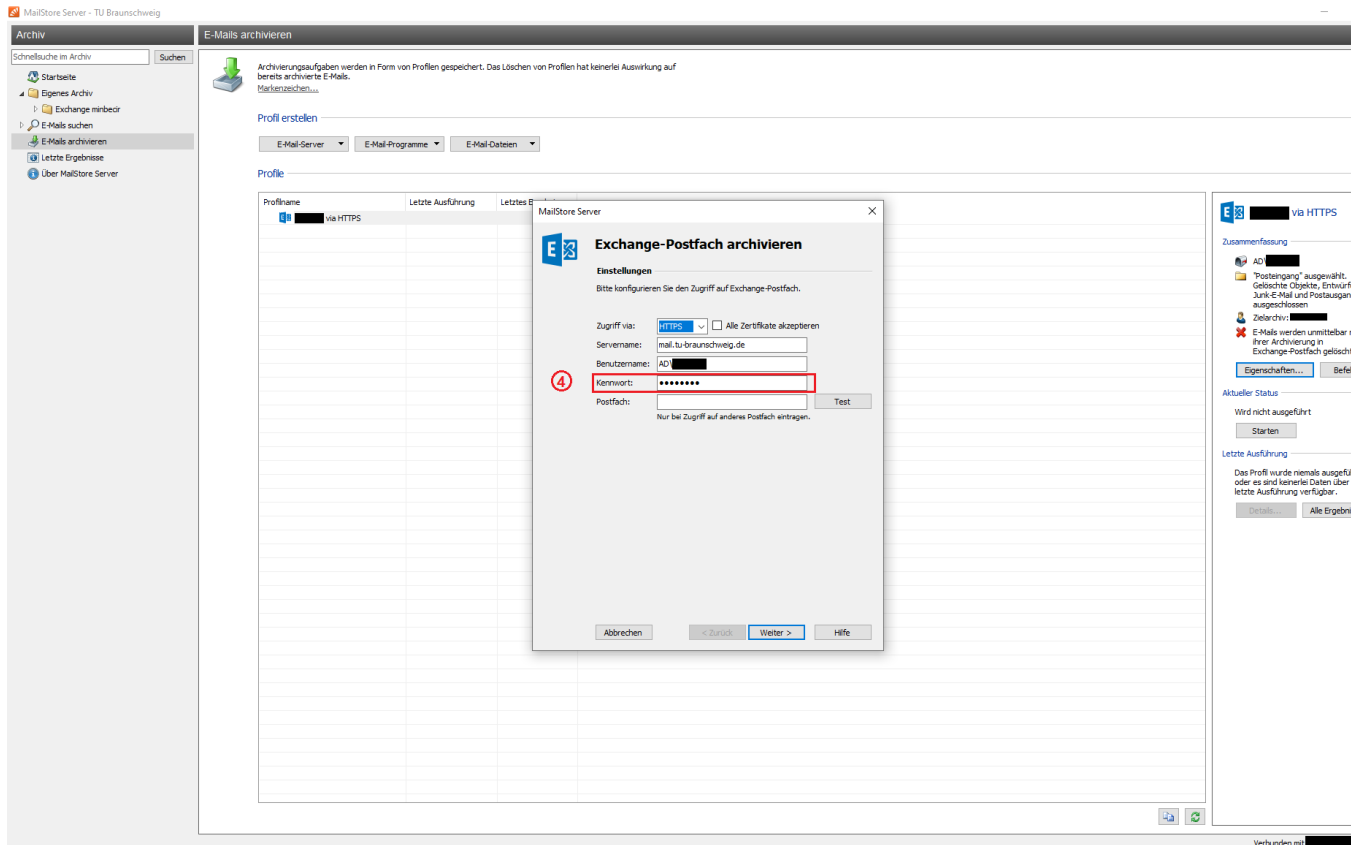 MailStore Server - TU Braunschweig
Archiv
E-Mails archivieren
Schnellsuche im Archiv
Suchen
Startseite
Eigenes Archiv
Exchange minbecir
E-Mails suchen
E-Mails archivieren
Letzte Ergebnisse
Über MailStore Server
Archivierungsaufgaben werden in Form von Profilen gespeichert. Das Löschen von Profilen hat keinerlei Auswirkung auf
bereits archivierte E-Mails.
Markenzeichen...
Profil erstellen
E-Mail-Server
E-Mail-Programme
E-Mail-Dateien
Profile
Profilname
Letzte Ausführung
Letztes
via HTTPS
MailStore Server
Exchange-Postfach archivieren
Einstellungen
Bitte konfigurieren Sie den Zugriff auf Exchange-Postfach.
Zugriff via:
HTTPS
Alle Zertifikate akzeptieren
Servername:
mail.tu-braunschweig.de
Benutzername:
AD\
4
Kennwort:
●●●●●●●●
Postfach:
Test
Nur bei Zugriff auf anderes Postfach eintragen.
Abbrechen
< Zurück
Weiter >
Hilfe
via HTTPS
Zusammenfassung
AD\
"Posteingang" ausgewählt.
Gelöschte Objekte, Entwürf
Junk-E-Mail und Postausgan
ausgeschlossen
Zielarchiv:
E-Mails werden unmittelbar
ihrer Archivierung in
Exchange-Postfach gelöscht
Eigenschaften...
Befe
Aktueller Status
Wird nicht ausgeführt
Starten
Letzte Ausführung
Das Profil wurde niemals ausgefü
oder es sind keinerlei Daten über
letzte Ausführung verfügbar.
Details...
Alle Ergebni
Verbunden mit